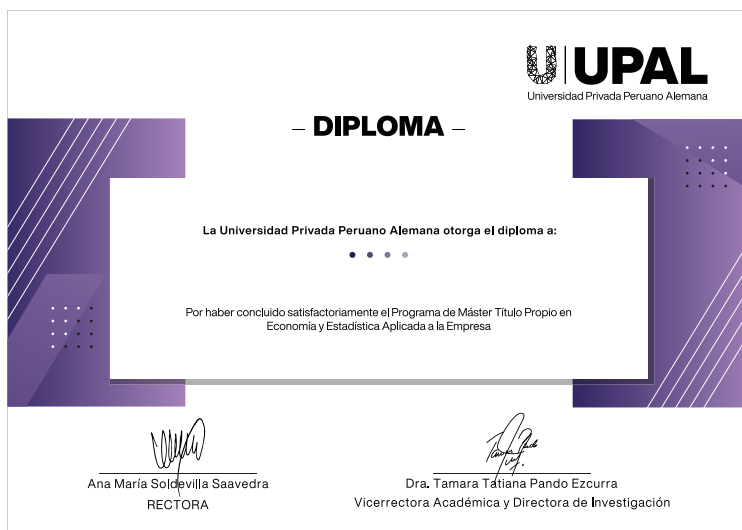 UPAL
Universidad Privada Peruano Alemana
– DIPLOMA –
La Universidad Privada Peruano Alemana otorga el diploma a:
Por haber concluido satisfactoriamente el Programa de Máster Título Propio en
Economía y Estadística Aplicada a la Empresa
Ana María Soldevilla Saavedra
RECTORA
Dra. Tamara Tatiana Pando Ezcurra
Vicerrectora Académica y Directora de Investigación